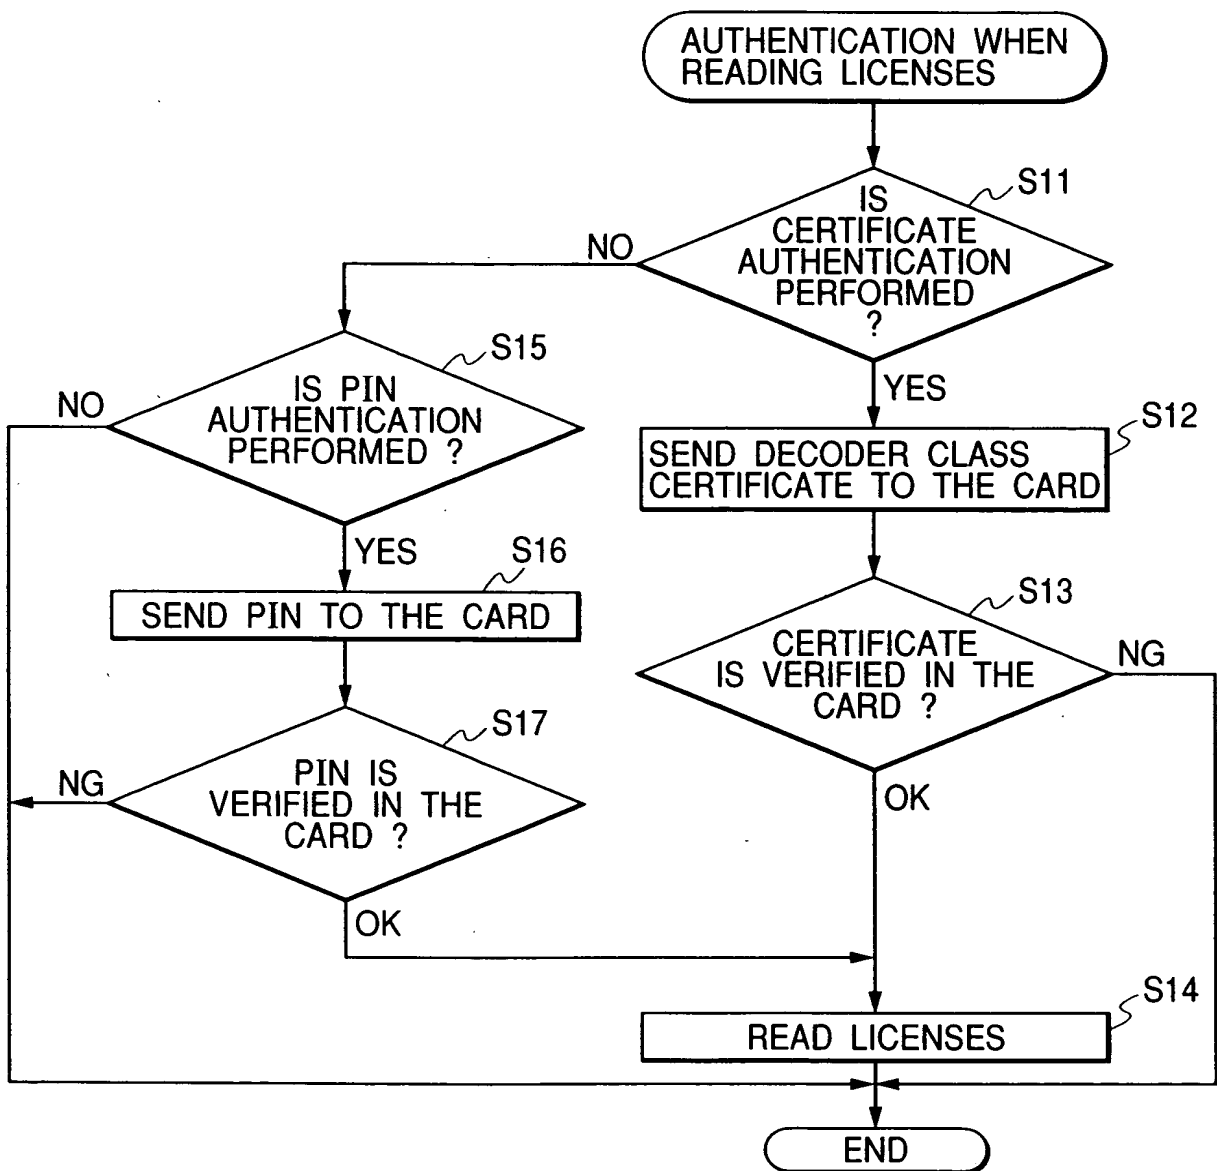 AUTHENTICATION WHEN
READING LICENSES
S11
IS
CERTIFICATE
AUTHENTICATION
PERFORMED
?
NO
YES
S15
IS PIN
AUTHENTICATION
PERFORMED ?
NO
YES
S12
SEND DECODER CLASS
CERTIFICATE TO THE CARD
S16
SEND PIN TO THE CARD
S13
CERTIFICATE
IS VERIFIED IN THE
CARD ?
NG
OK
S17
PIN IS
VERIFIED IN THE
CARD ?
NG
OK
S14
READ LICENSES
END